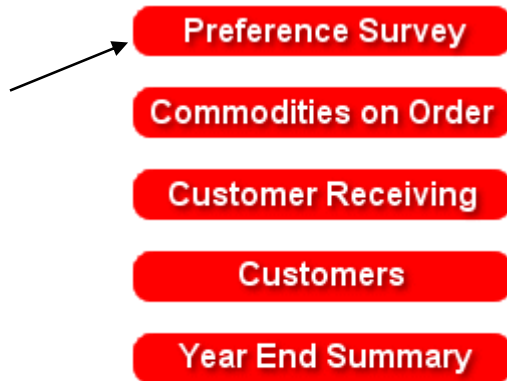 Preference Survey
Commodities on Order
Customer Receiving
Customers
Year End Summary